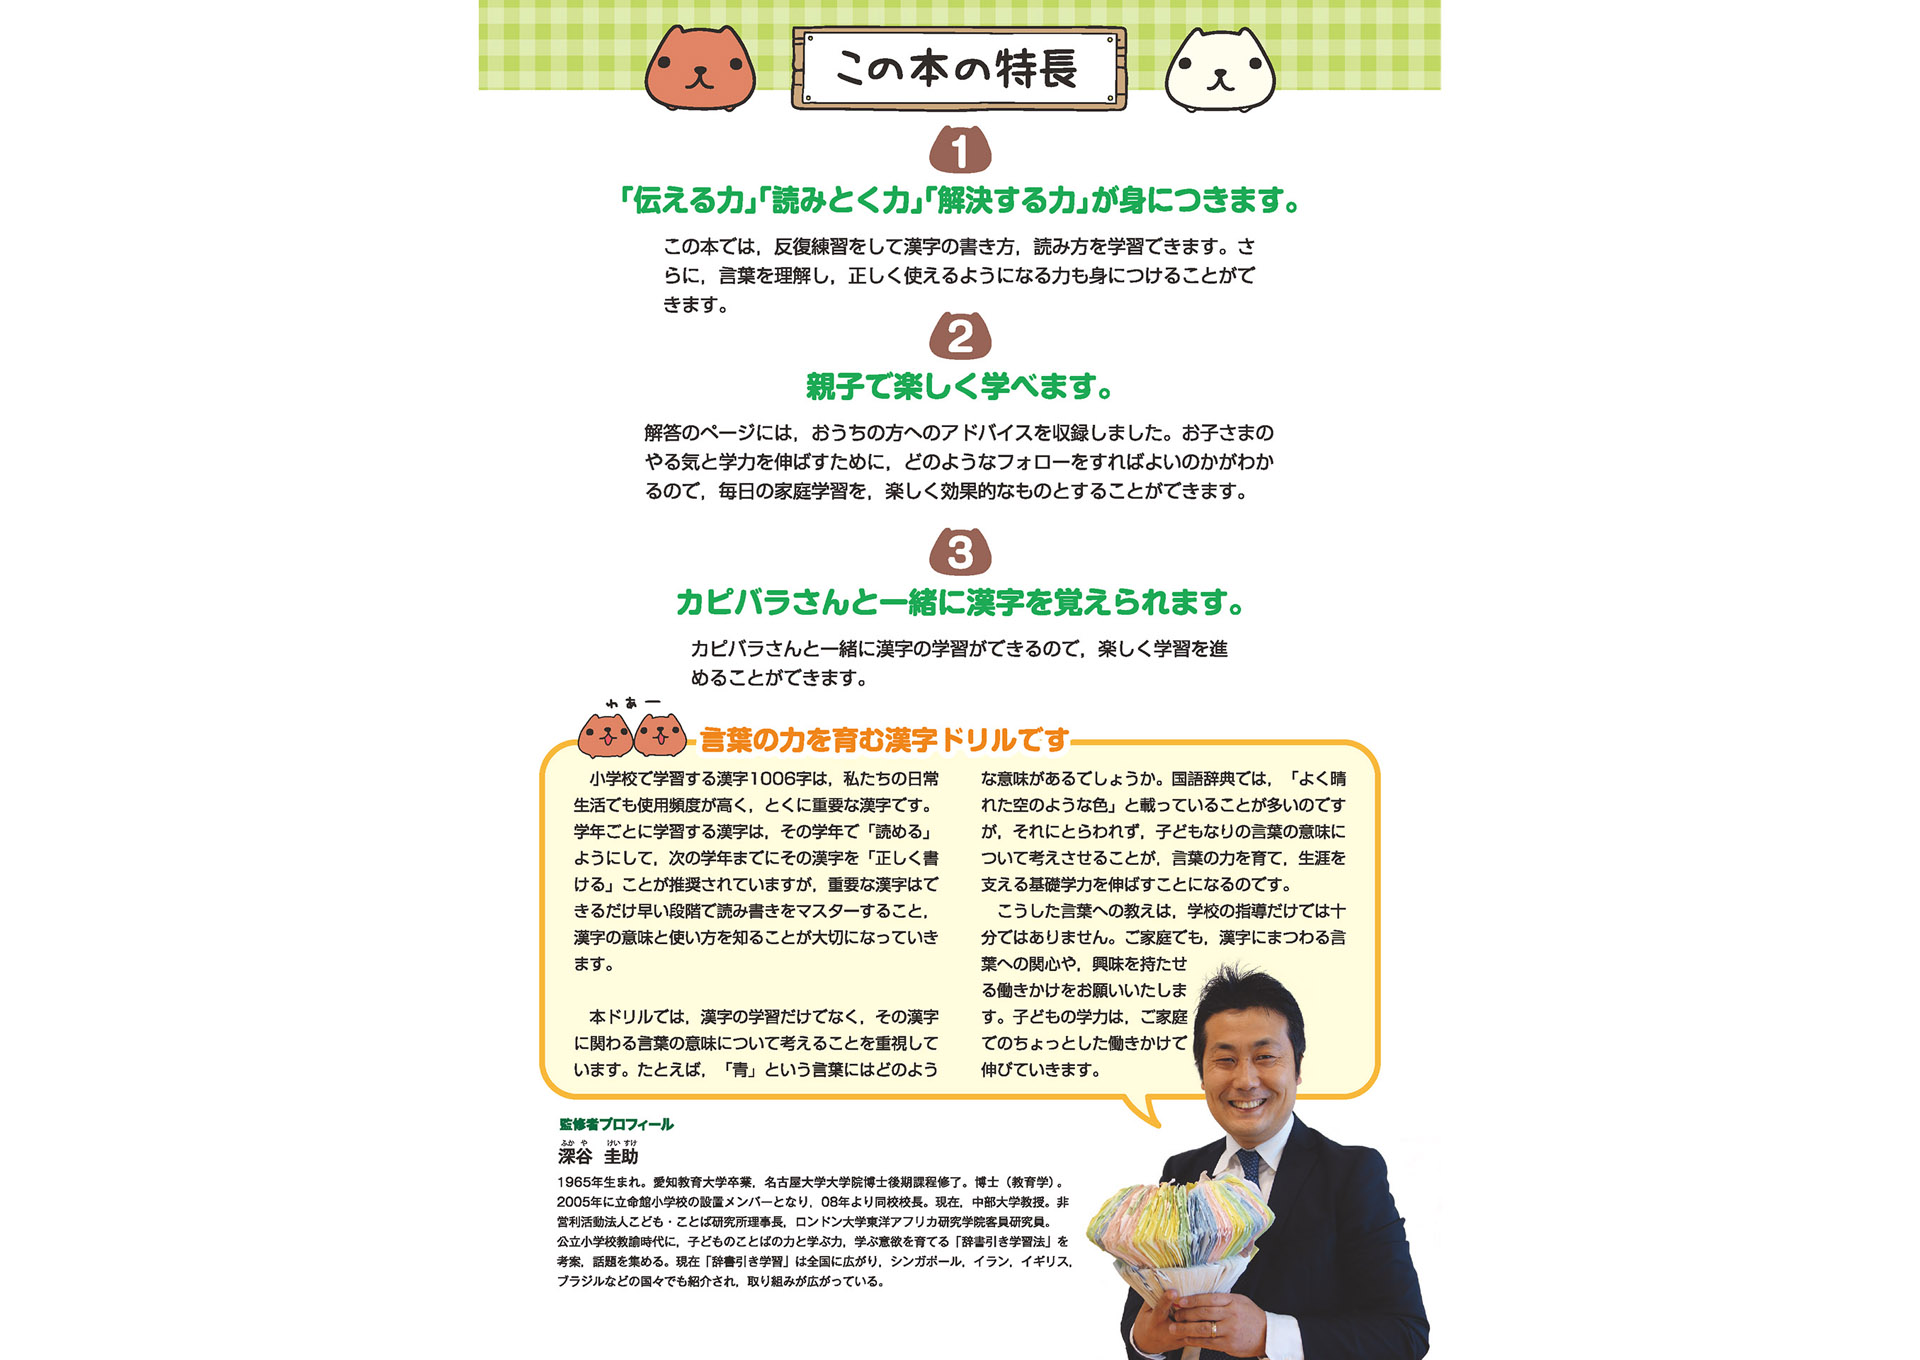 この本の特長
1
「伝える力」「読みとく力」「解決する力」が身につきます。
この本では，反復練習をして漢字の書き方，読み方を学習できます。さ
らに，言葉を理解し，正しく使えるようになる力も身につけることがで
きます。
2
親子で楽しく学べます。
解答のページには，おうちの方へのアドバイスを収録しました。お子さまの
やる気と学力を伸ばすために，どのようなフォローをすればよいのかがわか
るので，毎日の家庭学習を，楽しく効果的なものとすることができます。
3
カピバラさんと一緒に漢字を覚えられます。
カピバラさんと一緒に漢字の学習ができるので，楽しく学習を進
めることができます。
わぁー
言葉の力を育む漢字ドリルです
小学校で学習する漢字1006字は，私たちの日常
生活でも使用頻度が高く，とくに重要な漢字です。
学年ごとに学習する漢字は，その学年で「読める」
ようにして，次の学年までにその漢字を「正しく書
ける」ことが推奨されていますが，重要な漢字はで
きるだけ早い段階で読み書きをマスターすること，
漢字の意味と使い方を知ることが大切になっていき
ます。
本ドリルでは，漢字の学習だけでなく，その漢字
に関わる言葉の意味について考えることを重視して
います。たとえば，「青」という言葉にはどのよう
な意味があるでしょうか。国語辞典では，「よく晴
れた空のような色」と載っていることが多いのです
が，それにとらわれず，子どもなりの言葉の意味に
ついて考えさせることが，言葉の力を育て，生涯を
支える基礎学力を伸ばすことになるのです。
こうした言葉への教えは，学校の指導だけでは十
分ではありません。ご家庭でも，漢字にまつわる言
葉への関心や，興味を持たせ
る働きかけをお願いいたしま
す。子どもの学力は，ご家庭
でのちょっとした働きかけで
伸びていきます。
監修者プロフィール
ふか や けい すけ
深谷 圭助
1965年生まれ。愛知教育大学卒業，名古屋大学大学院博士後期課程修了。博士（教育学）。
2005年に立命館小学校の設置メンバーとなり，08年より同校校長。現在，中部大学教授。非
営利活動法人こども・ことば研究所理事長，ロンドン大学東洋アフリカ研究学院客員研究員。
公立小学校教諭時代に，子どものことばの力と学ぶ力，学ぶ意欲を育てる「辞書引き学習法」を
考案，話題を集める。現在「辞書引き学習」は全国に広がり，シンガポール，イラン，イギリス，
ブラジルなどの国々でも紹介され，取り組みが広がっている。